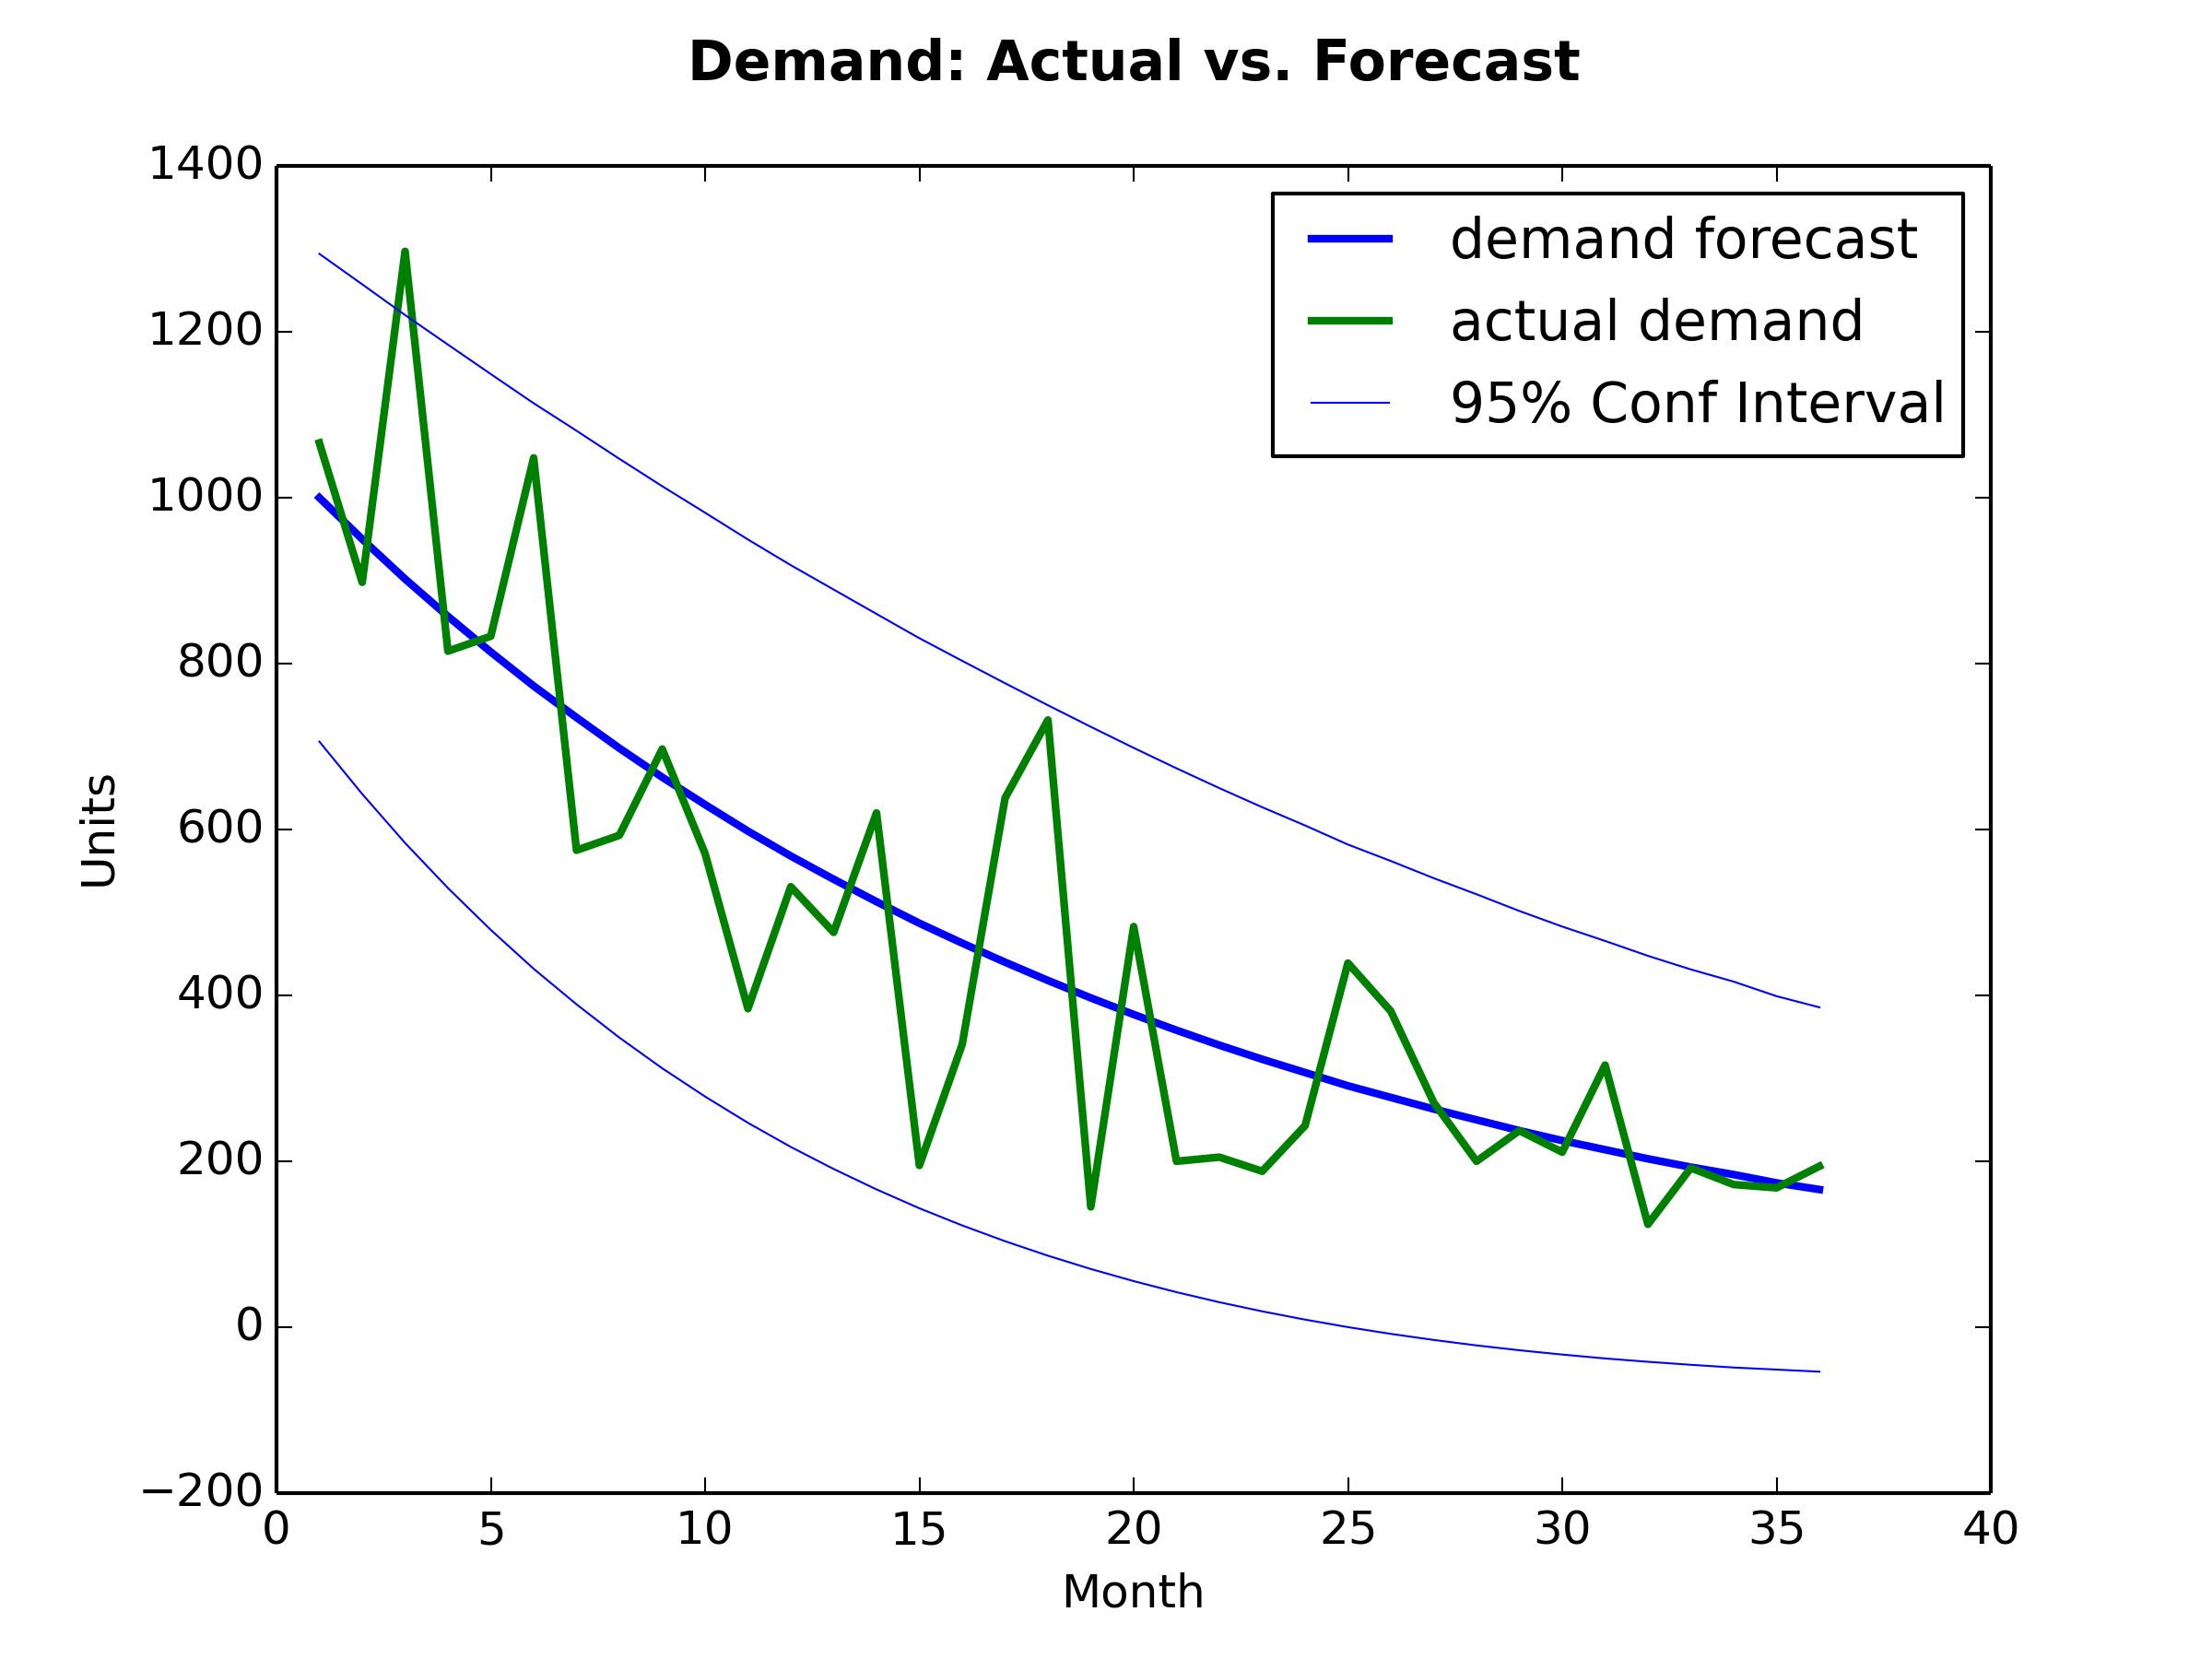 Demand: Actual vs. Forecast
1400
1200
1000
800
600
400
200
0
−200
Units
demand forecast
actual demand
95% Conf Interval
0 5 10 15 20 25 30 35 40
Month